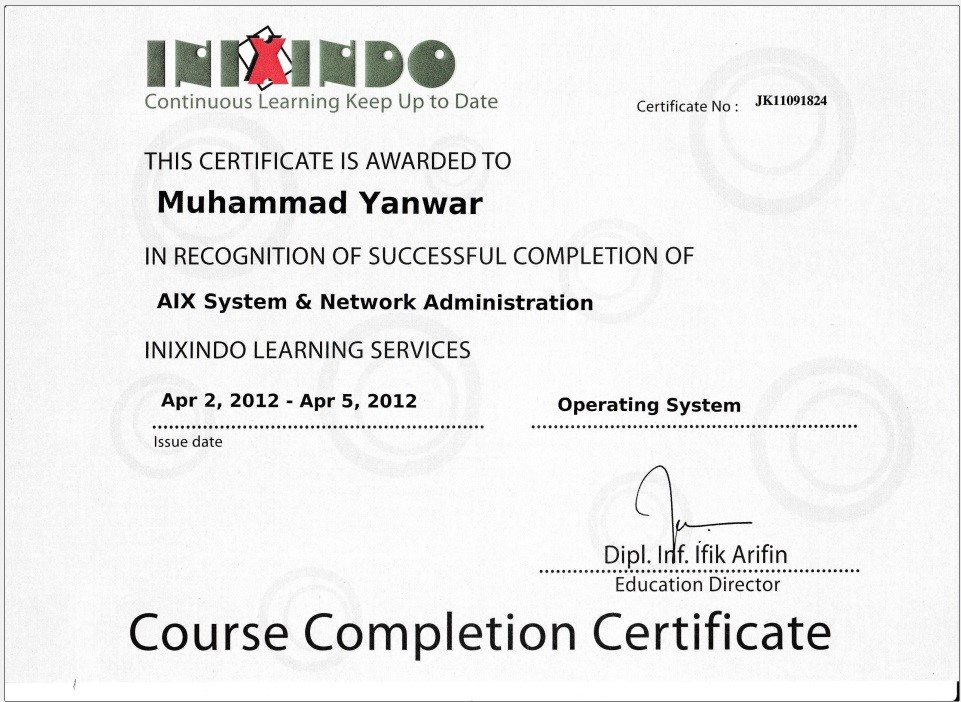 INIXINDO
Continuous Learning Keep Up to Date
Certificate No : JK11091824
THIS CERTIFICATE IS AWARDED TO
Muhammad Yanwar
IN RECOGNITION OF SUCCESSFUL COMPLETION OF
AIX System & Network Administration
INIXINDO LEARNING SERVICES
Apr 2, 2012 - Apr 5, 2012
Operating System
Issue date
Dipl. Inf. Ifik Arifin
Education Director
Course Completion Certificate